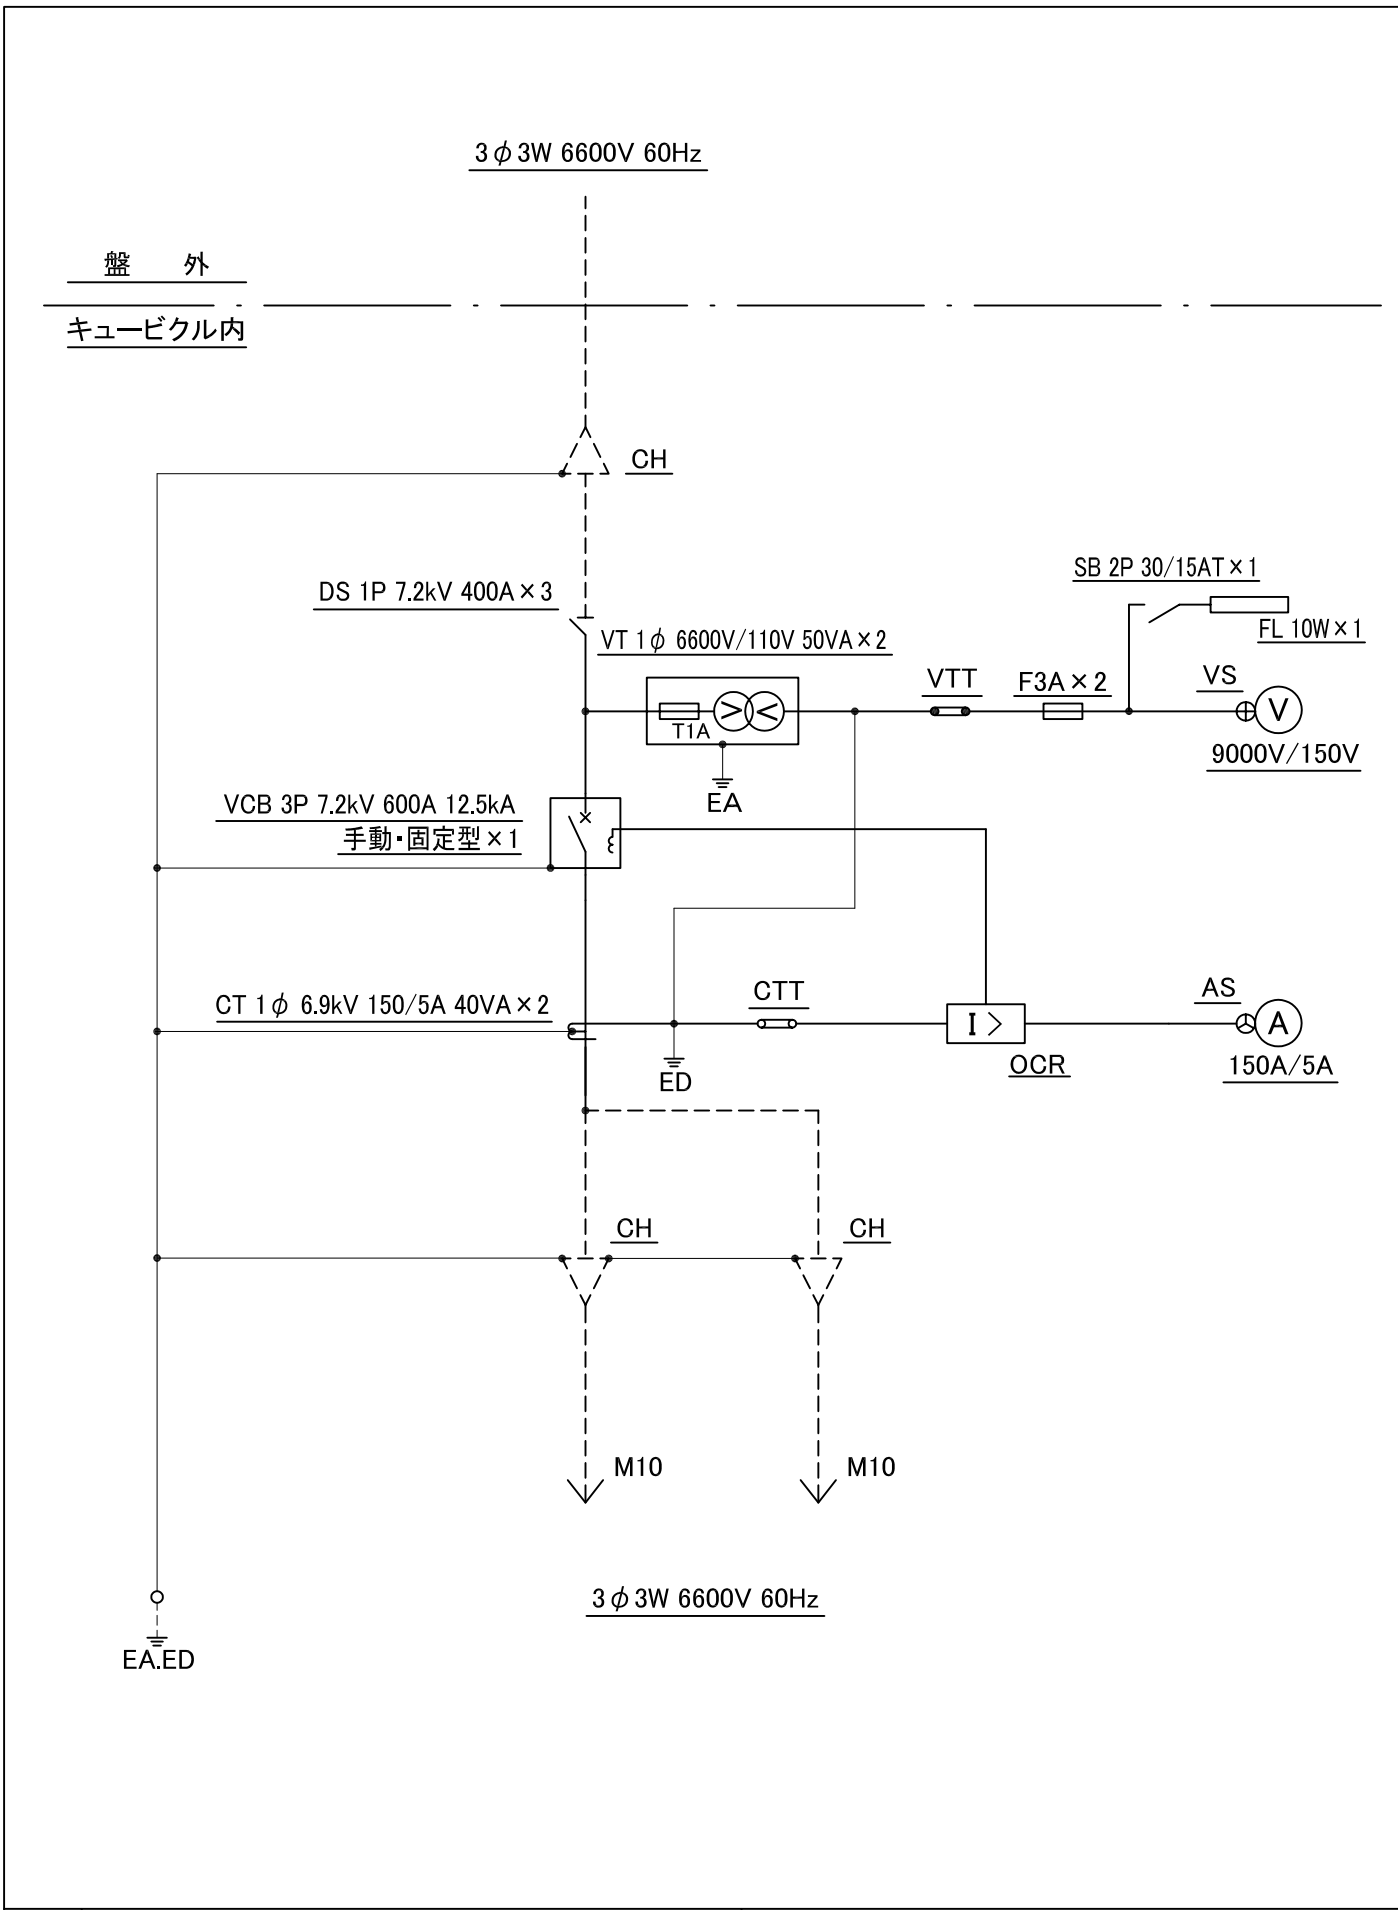 3φ3W 6600V 60Hz
盤 外
キュービクル内
CH
DS 1P 7.2kV 400A×3
SB 2P 30/15AT×1
FL 10W×1
VT 1φ 6600V/110V 50VA×2
VTT
F3A×2
VS
V
T1A
9000V/150V
EA
VCB 3P 7.2kV 600A 12.5kA
手動・固定型×1
CT 1φ 6.9kV 150/5A 40VA×2
CTT
AS
I >
A
OCR
150A/5A
ED
CH
CH
M10
M10
3φ3W 6600V 60Hz
EA.ED